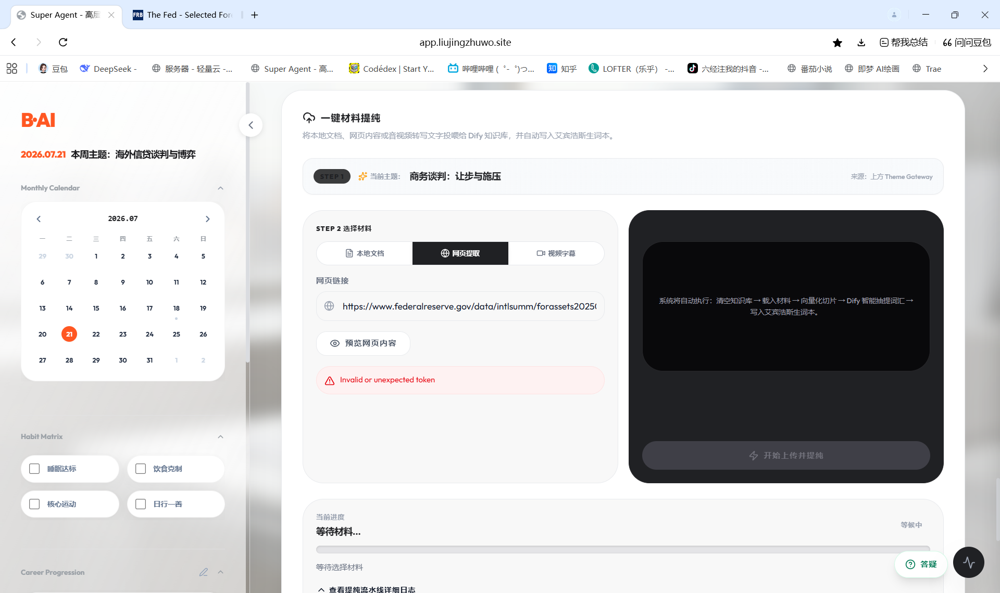 Super Agent - 高层
FRB
The Fed - Selected For
app.liujingzhuwo.site
帮我总结
问问豆包
豆包
DeepSeek -
服务器 - 轻量云 -...
Super Agent - 高...
Codédex | Start Y...
哔哩哔哩 ( ゜- ゜)つ...
知
知乎
LOFTER（乐乎） -...
六经注我的抖音 -...
番茄小说
即梦 AI绘画
Trae
B·AI
2026.07.21 本周主题：海外信贷谈判与博弈
Monthly Calendar
2026.07
一 二 三 四 五 六 日
29 30 1 2 3 4 5
6 7 8 9 10 11 12
13 14 15 16 17 18 19
20 21 22 23 24 25 26
27 28 29 30 31 1 2
Habit Matrix
睡眠达标
饮食克制
核心运动
日行一善
Career Progression
一键材料提纯
将本地文档、网页内容或音视频转写文字投喂给 Dify 知识库，并自动写入艾宾浩斯生词本。
STEP 1
当前主题：
商务谈判：让步与施压
来源：上方 Theme Gateway
STEP 2 选择材料
本地文档
网页提取
视频字幕
网页链接
https://www.federalreserve.gov/data/intlsumm/forassets20250
预览网页内容
Invalid or unexpected token
系统将自动执行：清空知识库 → 载入材料 → 向量化切片 → Dify 智能抽提词汇 →
写入艾宾浩斯生词本。
开始上传并提纯
当前进度
等待材料...
等候中
等待选择材料
答疑
查看提纯流水线详细日志